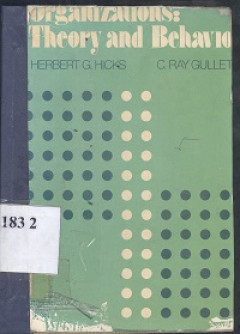 Organizations:
Theory and Behavio
HERBERT G. HICKS C. RAY GULLET
183 2